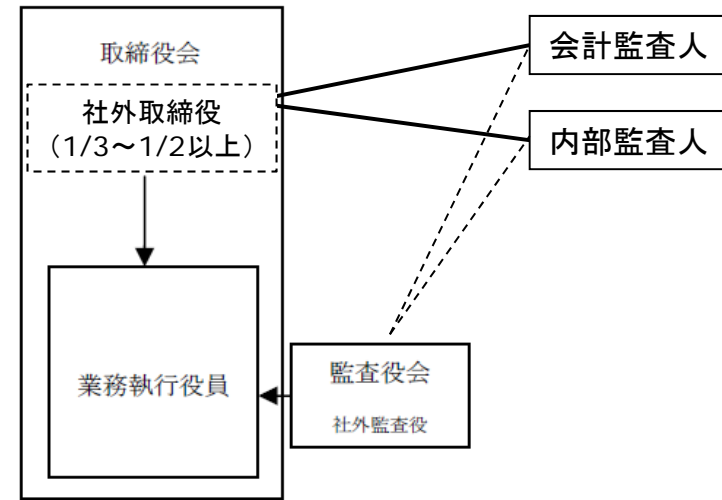 取締役会
社外取締役
（1/3～1/2以上）
業務執行役員
監査役会
社外監査役
会計監査人
内部監査人